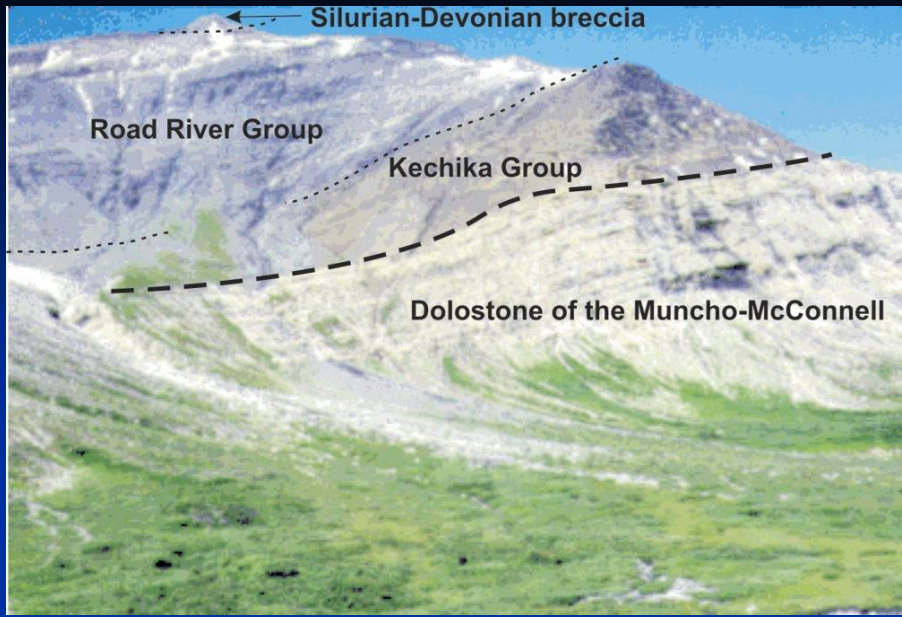 Silurian-Devonian breccia
Road River Group
Kechika Group
Dolostone of the Muncho-McConnell